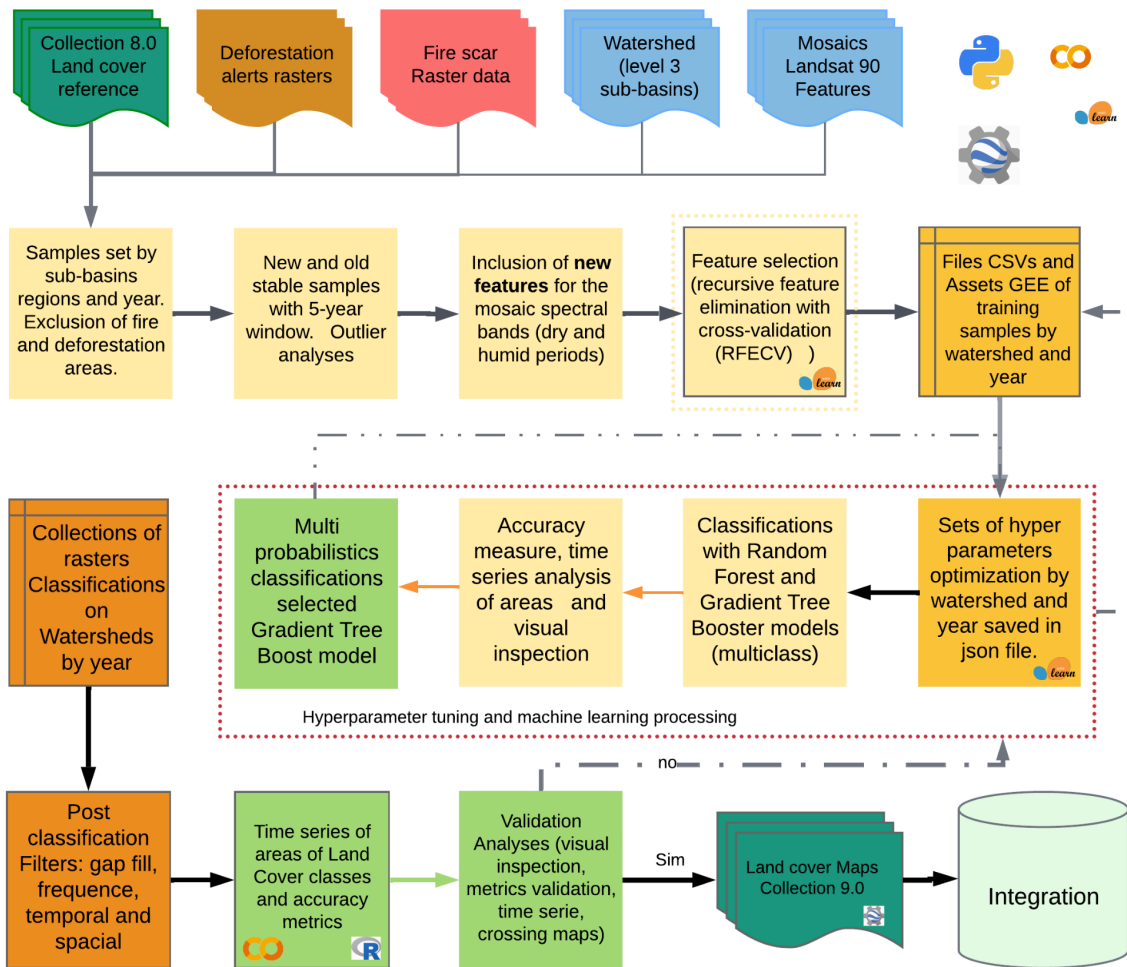 Collection 8.0
Land cover
reference
Deforestation
alerts rasters
Fire scar
Raster data
Watershed
(level 3
sub-basins)
Mosaics
Landsat 90
Features
learn
Samples set by
sub-basins
regions and year.
Exclusion of fire
and deforestation
areas.
New and old
stable samples
with 5-year
window. Outlier
analyses
Inclusion of new
features for the
mosaic spectral
bands (dry and
humid periods)
Feature selection
(recursive feature
elimination with
cross-validation
(RFECV) )
learn
Files CSVs and
Assets GEE of
training
samples by
watershed and
year
Collections of
rasters
Classifications
on
Watersheds
by year
Multi
probabilistics
classifications
selected
Gradient Tree
Boost model
Accuracy
measure, time
series analysis
of areas and
visual
inspection
Classifications
with Random
Forest and
Gradient Tree
Booster models
(multiclass)
Sets of hyper
parameters
optimization by
watershed and
year saved in
json file.
learn
Hyperparameter tuning and machine learning processing
no
Post
classification
Filters: gap fill,
frequence,
temporal and
spacial
Time series of
areas of Land
Cover classes
and accuracy
metrics
R
Validation
Analyses (visual
inspection,
metrics validation,
time serie,
crossing maps)
Sim
Land cover Maps
Collection 9.0
Integration